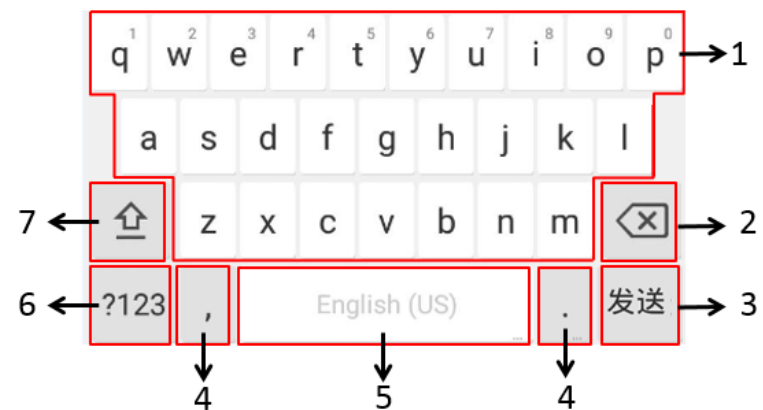 1 2 3 4 5 6 7 8 9 0
q w e r t y u i o p 1
a s d f g h j k l
7 z x c v b n m 2
6 ?123 , English (US) . 发送 3
4 5 4